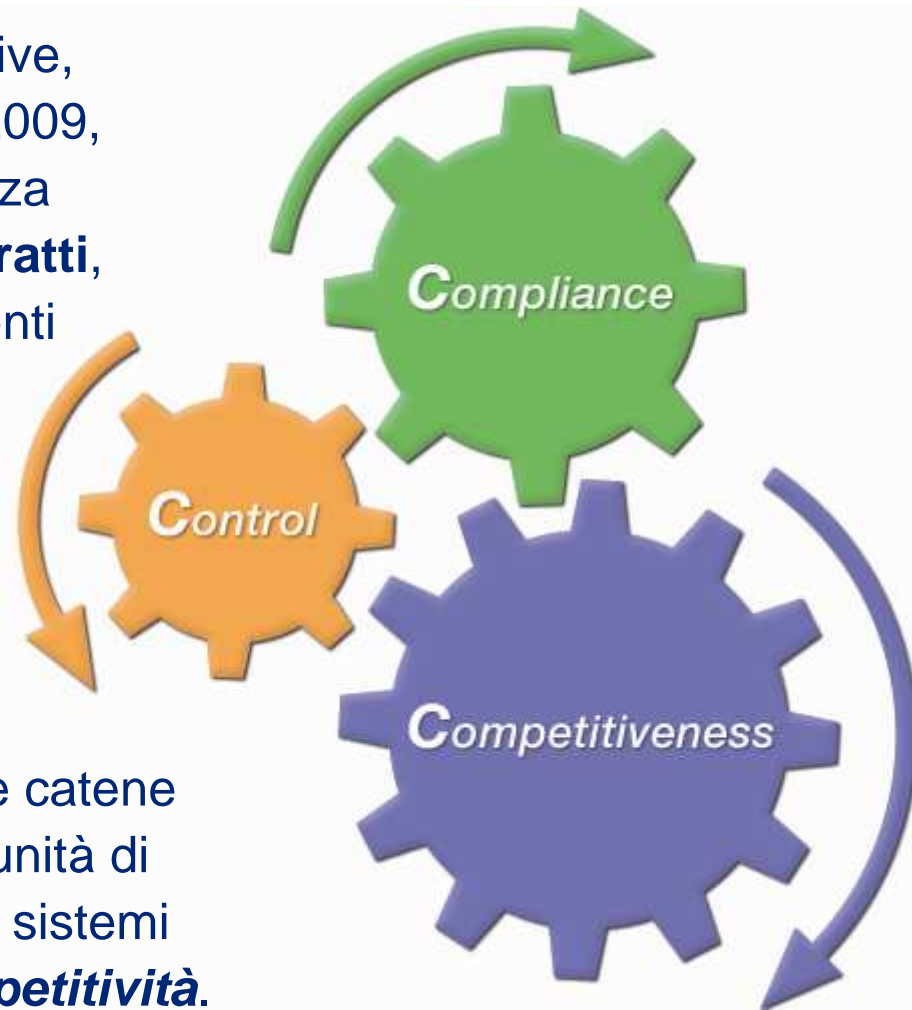 ive,
009,
za
ratti,
nti
Compliance
Control
Competitiveness
e catene
unità di
sistemi
petitività.